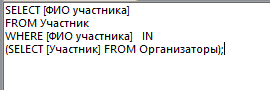 SELECT [ФИО участника]
FROM Участник
WHERE [ФИО участника]   IN
(SELECT [Участник] FROM Организаторы);